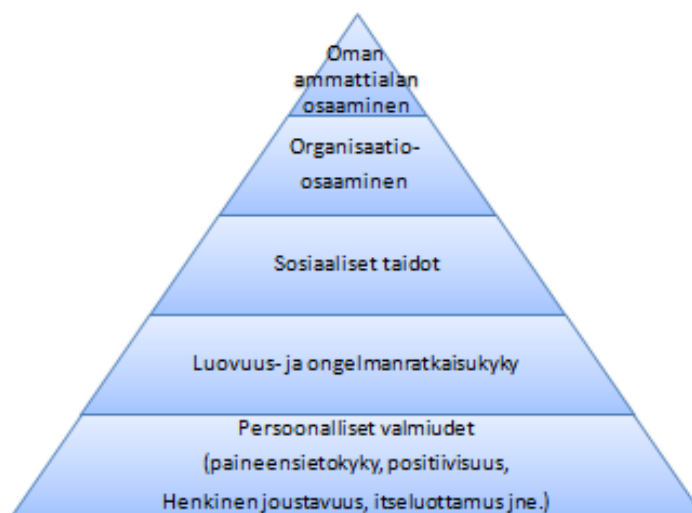 Oman
ammattialan
osaaminen
Organisaatio-
osaaminen
Sosiaaliset taidot
Luovuus- ja ongelmanratkaisukyky
Persoonalliset valmiudet
(paineensietokyky, positiivisuus,
Henkinen joustavuus, itseluottamus jne.)